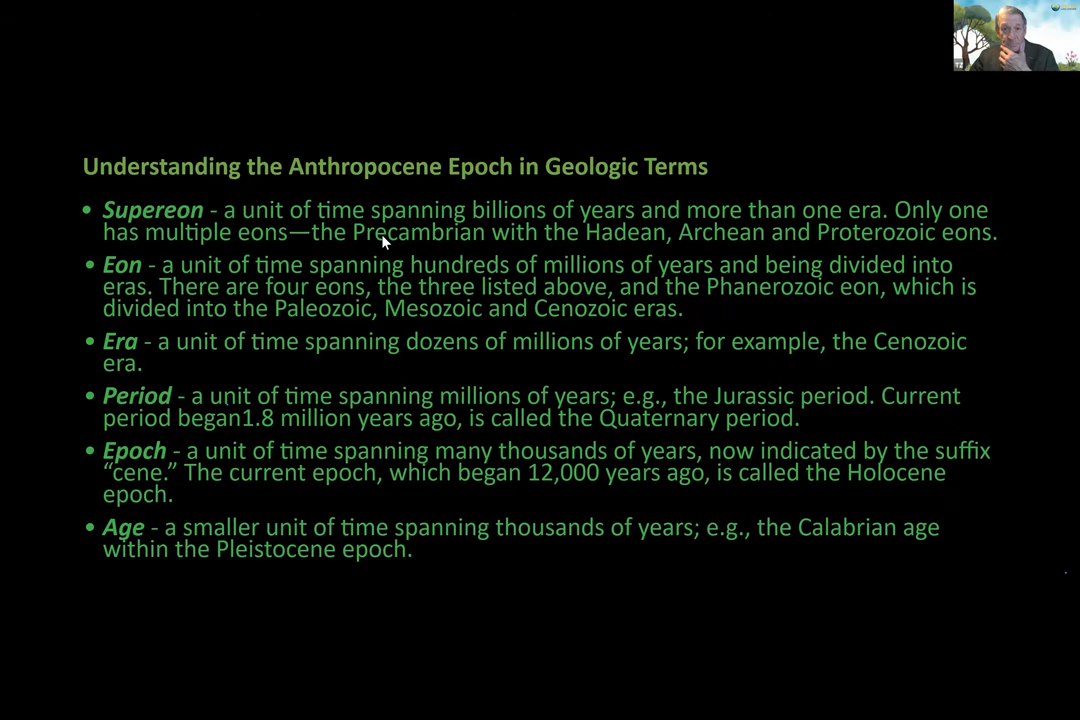 Understanding the Anthropocene Epoch in Geologic Terms
• Supereon - a unit of time spanning billions of years and more than one era. Only one
has multiple eons—the Precambrian with the Hadean, Archean and Proterozoic eons.
• Eon - a unit of time spanning hundreds of millions of years and being divided into
eras. There are four eons, the three listed above, and the Phanerozoic eon, which is
divided into the Paleozoic, Mesozoic and Cenozoic eras.
• Era - a unit of time spanning dozens of millions of years; for example, the Cenozoic
era.
• Period - a unit of time spanning millions of years; e.g., the Jurassic period. Current
period began1.8 million years ago, is called the Quaternary period.
• Epoch - a unit of time spanning many thousands of years, now indicated by the suffix
“cene.” The current epoch, which began 12,000 years ago, is called the Holocene
epoch.
• Age - a smaller unit of time spanning thousands of years; e.g., the Calabrian age
within the Pleistocene epoch.